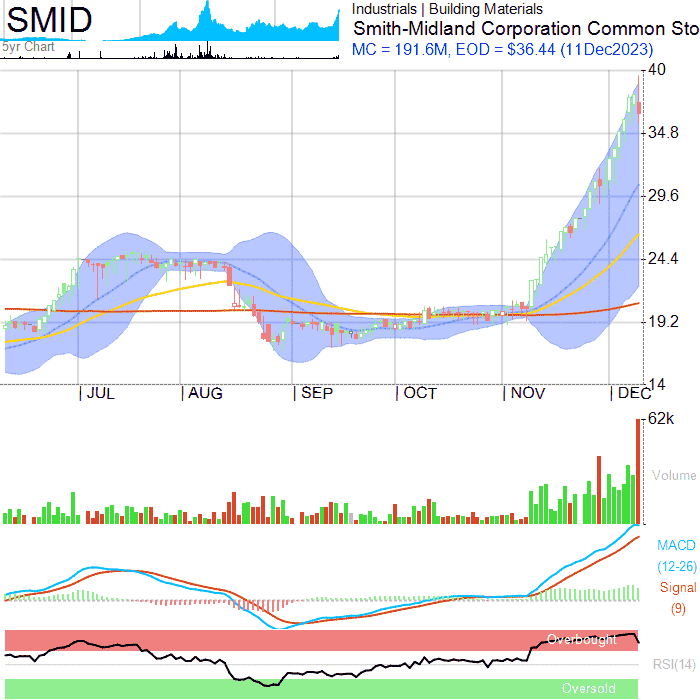 SMID
5yr Chart
Industrials | Building Materials
Smith-Midland Corporation Common Sto
MC = 191.6M, EOD = $36.44 (11Dec2023)
40
34.8
29.6
24.4
19.2
14
JUL AUG SEP OCT NOV DEC
62k
Volume
MACD
(12-26)
Signal
(9)
Overbought
RSI(14)
Oversold